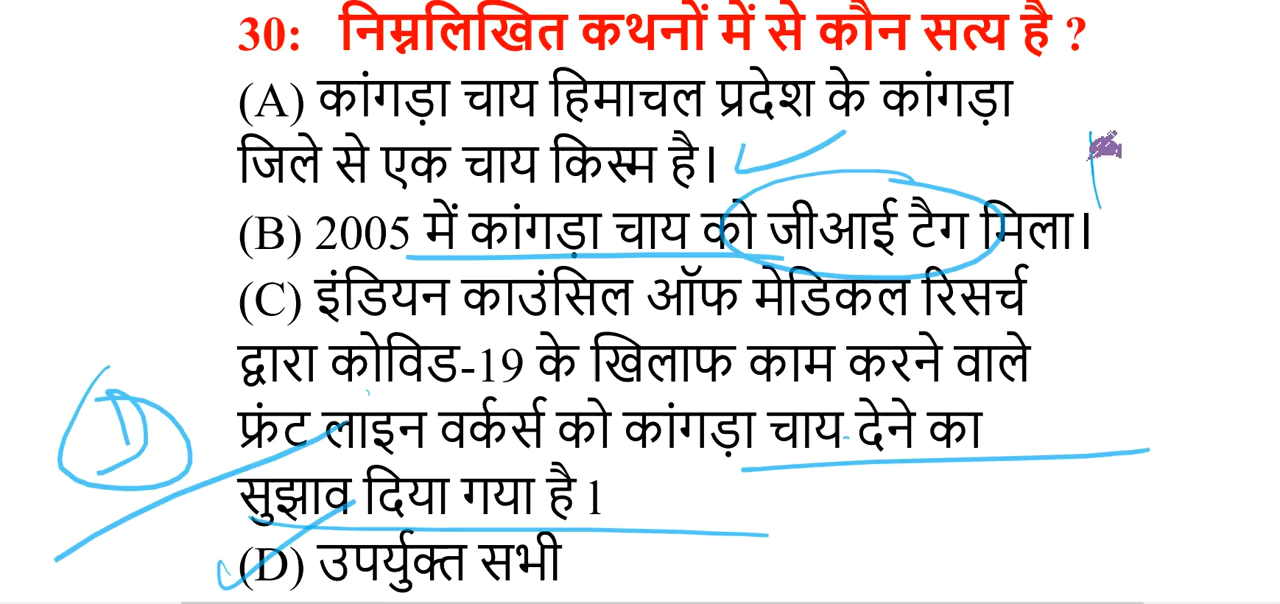 30: निम्नलिखित कथनों में से कौन सत्य है ?
(A) कांगड़ा चाय हिमाचल प्रदेश के कांगड़ा
जिले से एक चाय किस्म है।
(B) 2005 में कांगड़ा चाय को जीआई टैग मिला।
(C) इंडियन काउंसिल ऑफ मेडिकल रिसर्च
द्वारा कोविड-19 के खिलाफ काम करने वाले
फ्रंट लाइन वर्कर्स को कांगड़ा चाय देने का
सुझाव दिया गया है 1
D
(D) उपर्युक्त सभी